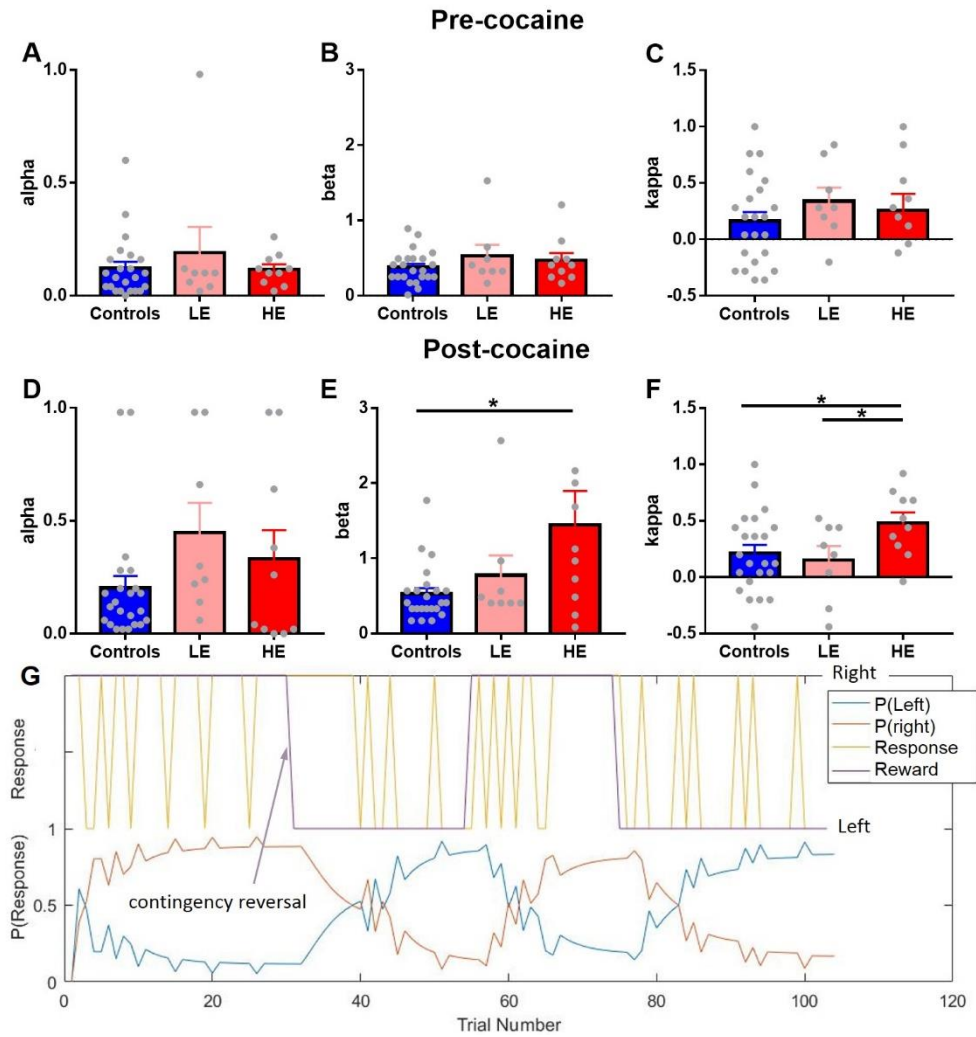 Pre-cocaine
A
B
C
alpha
1.0
0.5
0.0
Controls
LE
HE
beta
3
2
1
0
Controls
LE
HE
kappa
1.5
1.0
0.5
0.0
-0.5
Controls
LE
HE
Post-cocaine
D
E
F
alpha
1.0
0.5
0.0
Controls
LE
HE
beta
3
2
1
0
*
Controls
LE
HE
kappa
1.5
1.0
0.5
0.0
-0.5
*
*
Controls
LE
HE
G
Right
P(Left)
P(right)
Response
Reward
Response
Left
1
contingency reversal
P(Response)
0.5
0
0
20
40
60
80
100
120
Trial Number